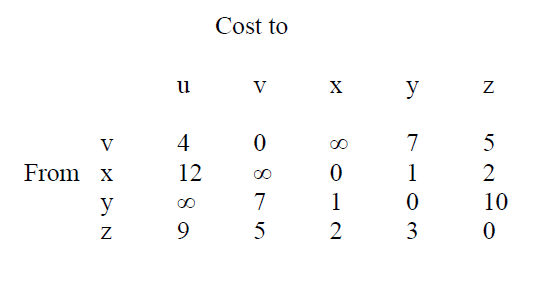 Cost to
u v x y z
v 4 0 ∞ 7 5
From x 12 ∞ 0 1 2
y ∞ 7 1 0 10
z 9 5 2 3 0